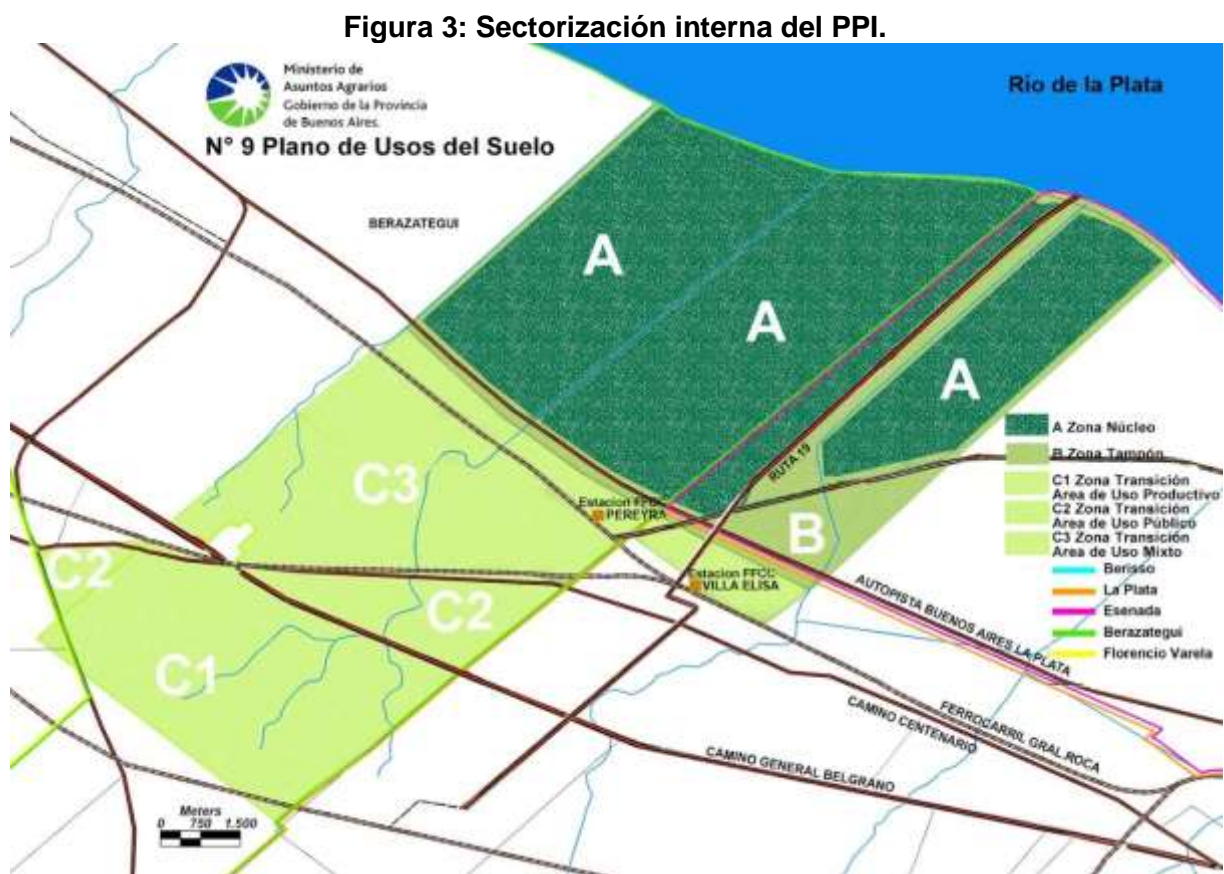 Figura 3: Sectorización interna del PPI.
Ministerio de
Asuntos Agrarios
Gobierno de la Provincia
de Buenos Aires.
N° 9 Plano de Usos del Suelo
Río de la Plata
BERAZATEGUI
A
A
A
RUTA 19
C3
Estacion FFCC
PEREYRA
B
Estacion FFCC
VILLA ELISA
C2
C2
C1
A Zona Núcleo
B Zona Tampón
C1 Zona Transición
Area de Uso Productivo
C2 Zona Transición
Area de Uso Público
C3 Zona Transición
Area de Uso Mixto
Berisso
La Plata
Esenada
Berazategui
Florencio Varela
AUTOPISTA BUENOS AIRES LA PLATA
FERROCARRIL GRAL.ROCA
CAMINO CENTENARIO
CAMINO GENERAL BELGRANO
Meters
0 750 1.500